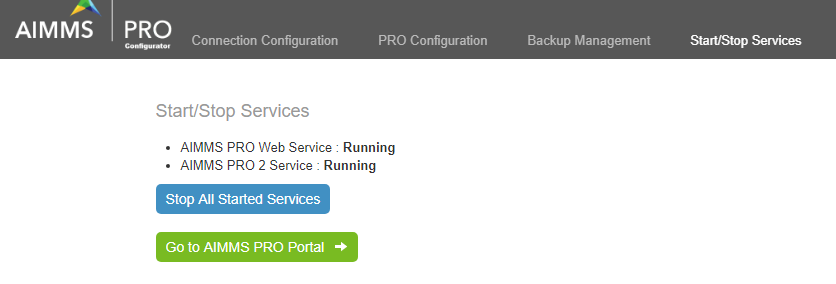 AIMMS PRO
Configurator
Connection Configuration PRO Configuration Backup Management Start/Stop Services
Start/Stop Services
• AIMMS PRO Web Service : Running
• AIMMS PRO 2 Service : Running
Stop All Started Services
Go to AIMMS PRO Portal →